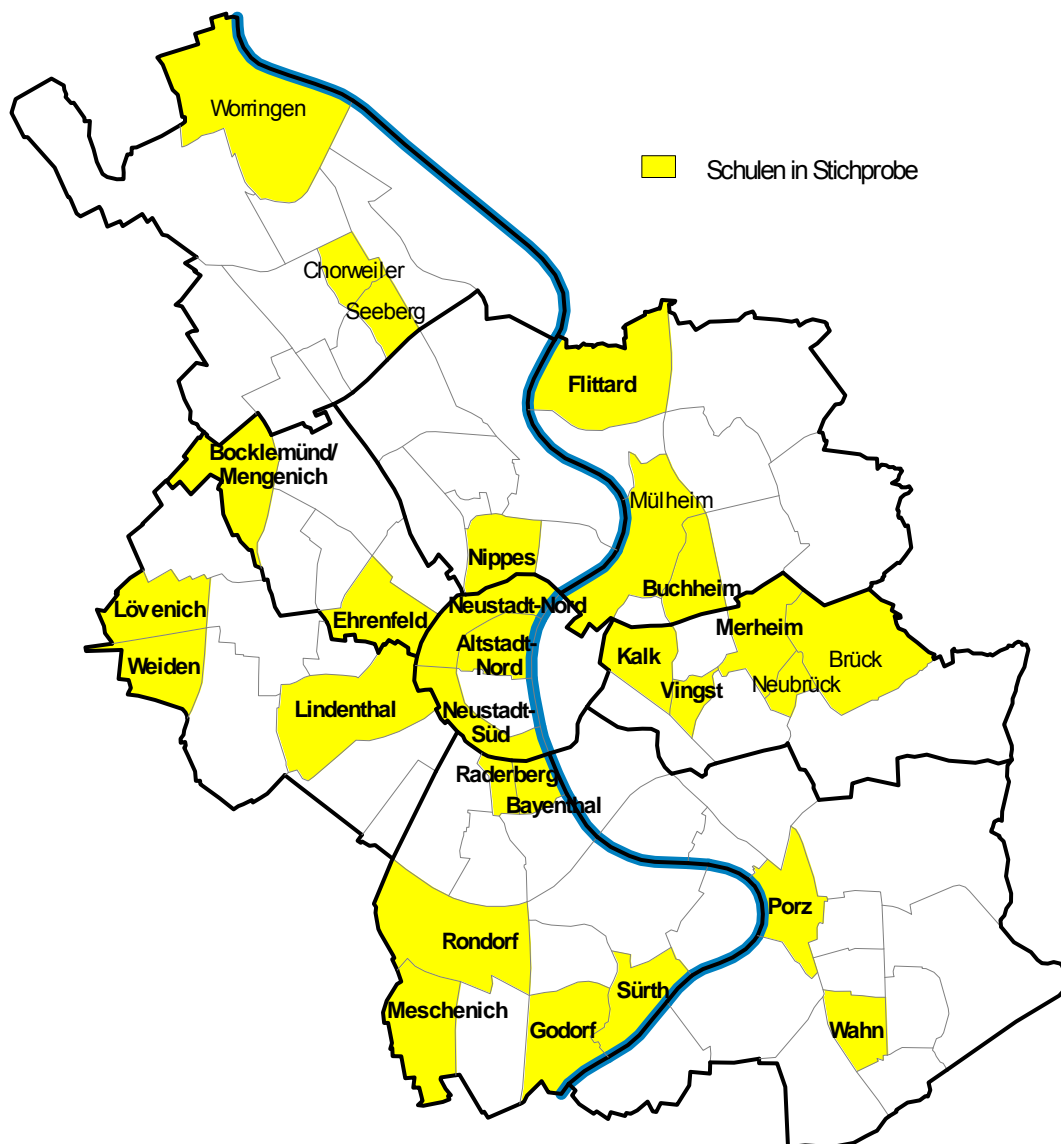 Worringen
Schulen in Stichprobe
Chorweiler
Seeberg
Flittard
Bocklemünd/
Mengenich
Mülheim
Nippes
Buchheim
Lövenich
Neustadt-Nord
Ehrenfeld
Merheim
Altstadt-
Nord
Kalk
Brück
Weiden
Vingst
Neubrück
Lindenthal
Neustadt-
Süd
Raderberg
Bayenthal
Porz
Rondorf
Sürth
Meschenich
Godorf
Wahn